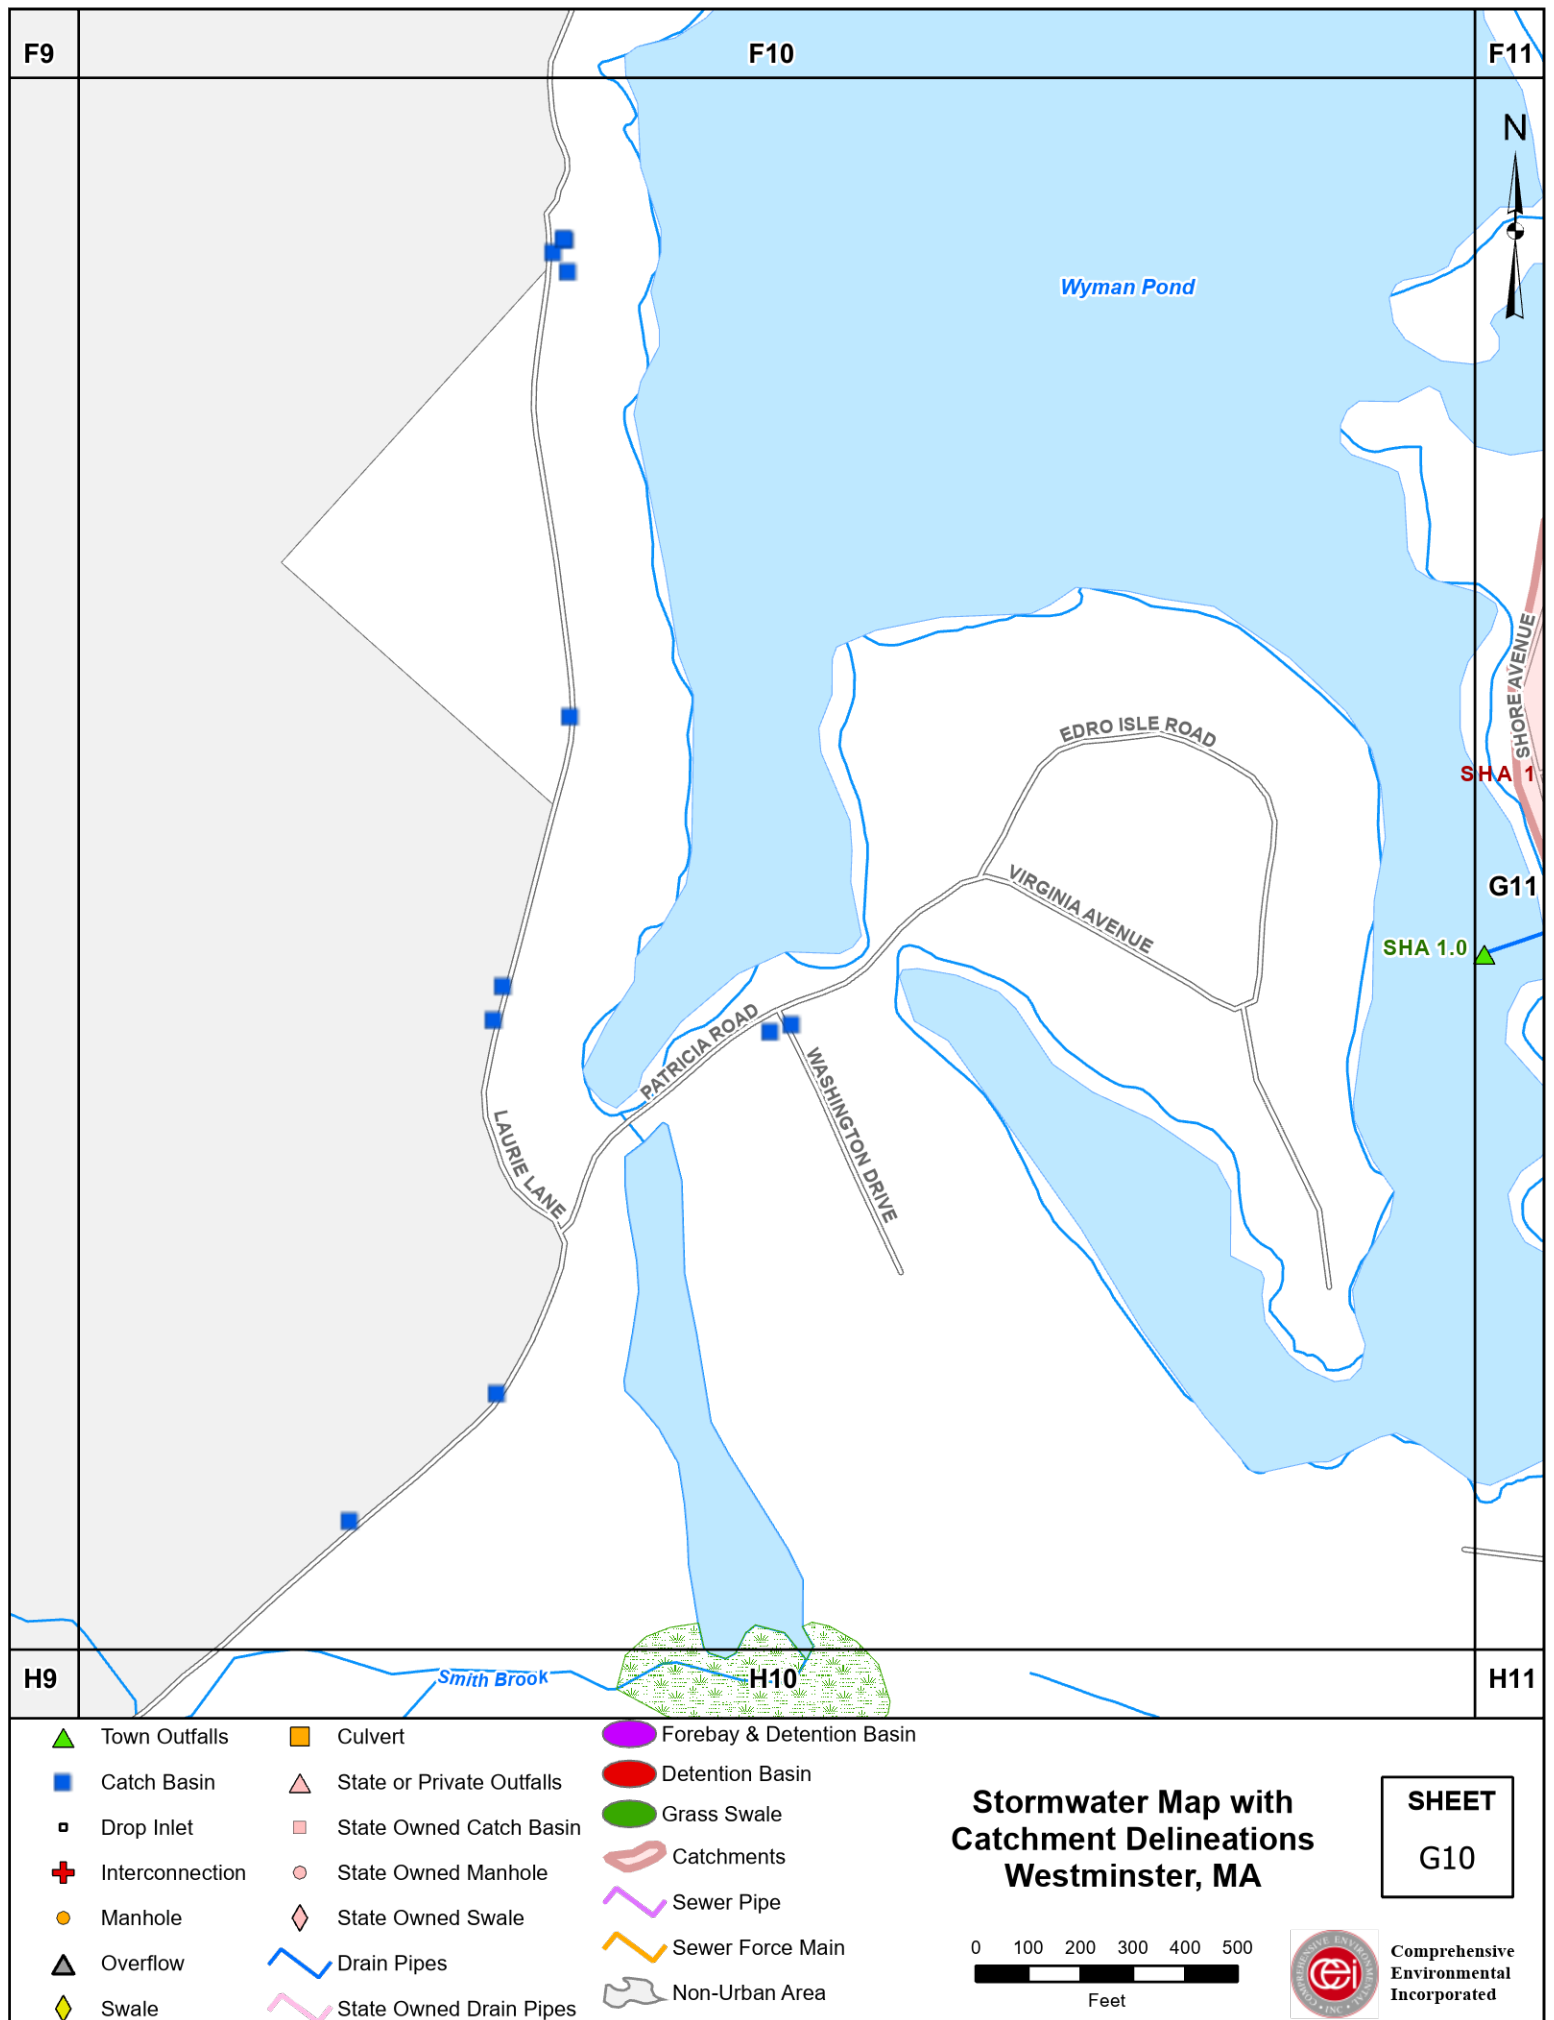 F9
F10
F11
N
Wyman Pond
SHORE AVENUE
EDRO ISLE ROAD
SHA 1
VIRGINIA AVENUE
G11
SHA 1.0
PATRICIA ROAD
WASHINGTON DRIVE
LAURIE LANE
H9
Smith Brook
H10
H11
Town Outfalls
Catch Basin
Drop Inlet
Interconnection
Manhole
Overflow
Swale
Culvert
State or Private Outfalls
State Owned Catch Basin
State Owned Manhole
State Owned Swale
Drain Pipes
State Owned Drain Pipes
Forebay & Detention Basin
Detention Basin
Grass Swale
Catchments
Sewer Pipe
Sewer Force Main
Non-Urban Area
Stormwater Map with
Catchment Delineations
Westminster, MA
0 100 200 300 400 500
Feet
SHEET
G10
COMPREHENSIVE ENVIRONMENTAL
INC
cei
Comprehensive
Environmental
Incorporated